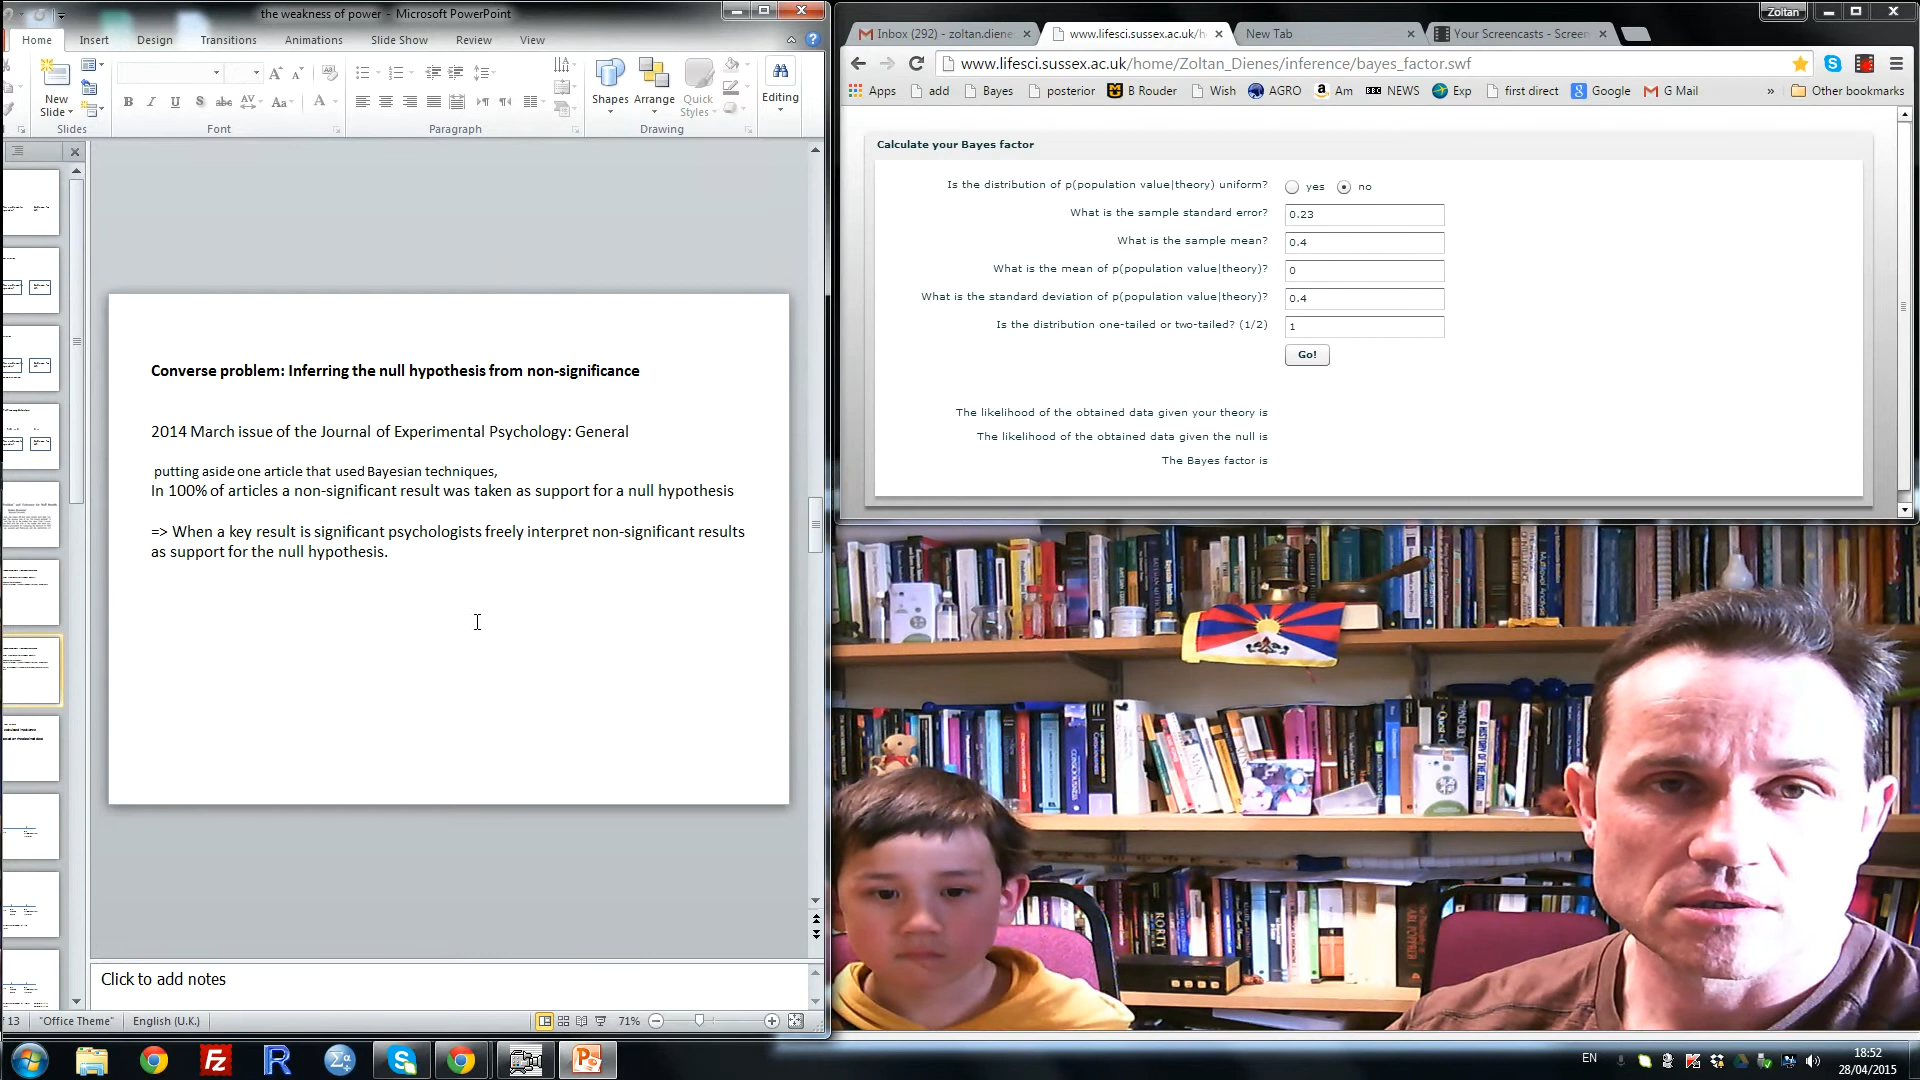 the weakness of power - Microsoft PowerPoint
Home Insert Design Transitions Animations Slide Show Review View
New Slide
Slides
Font
Paragraph
Shapes Arrange Quick Styles
Drawing
Editing
Converse problem: Inferring the null hypothesis from non-significance
2014 March issue of the Journal of Experimental Psychology: General
putting aside one article that used Bayesian techniques,
In 100% of articles a non-significant result was taken as support for a null hypothesis
=> When a key result is significant psychologists freely interpret non-significant results
as support for the null hypothesis.
Click to add notes
13 "Office Theme" English (U.K.) 71%
Zoltan
Inbox (292) - zoltan.diene www.lifesci.sussex.ac.uk/h New Tab Your Screencasts - Screen
www.lifesci.sussex.ac.uk/home/Zoltan_Dienes/inference/bayes_factor.swf
Apps add Bayes posterior B Rouder Wish AGRO Am NEWS Exp first direct Google G Mail » Other bookmarks
Calculate your Bayes factor
Is the distribution of p(population value|theory) uniform? yes no
What is the sample standard error? 0.23
What is the sample mean? 0.4
What is the mean of p(population value|theory)? 0
What is the standard deviation of p(population value|theory)? 0.4
Is the distribution one-tailed or two-tailed? (1/2) 1
Go!
The likelihood of the obtained data given your theory is
The likelihood of the obtained data given the null is
The Bayes factor is
RORTY
EN
18:52
28/04/2015